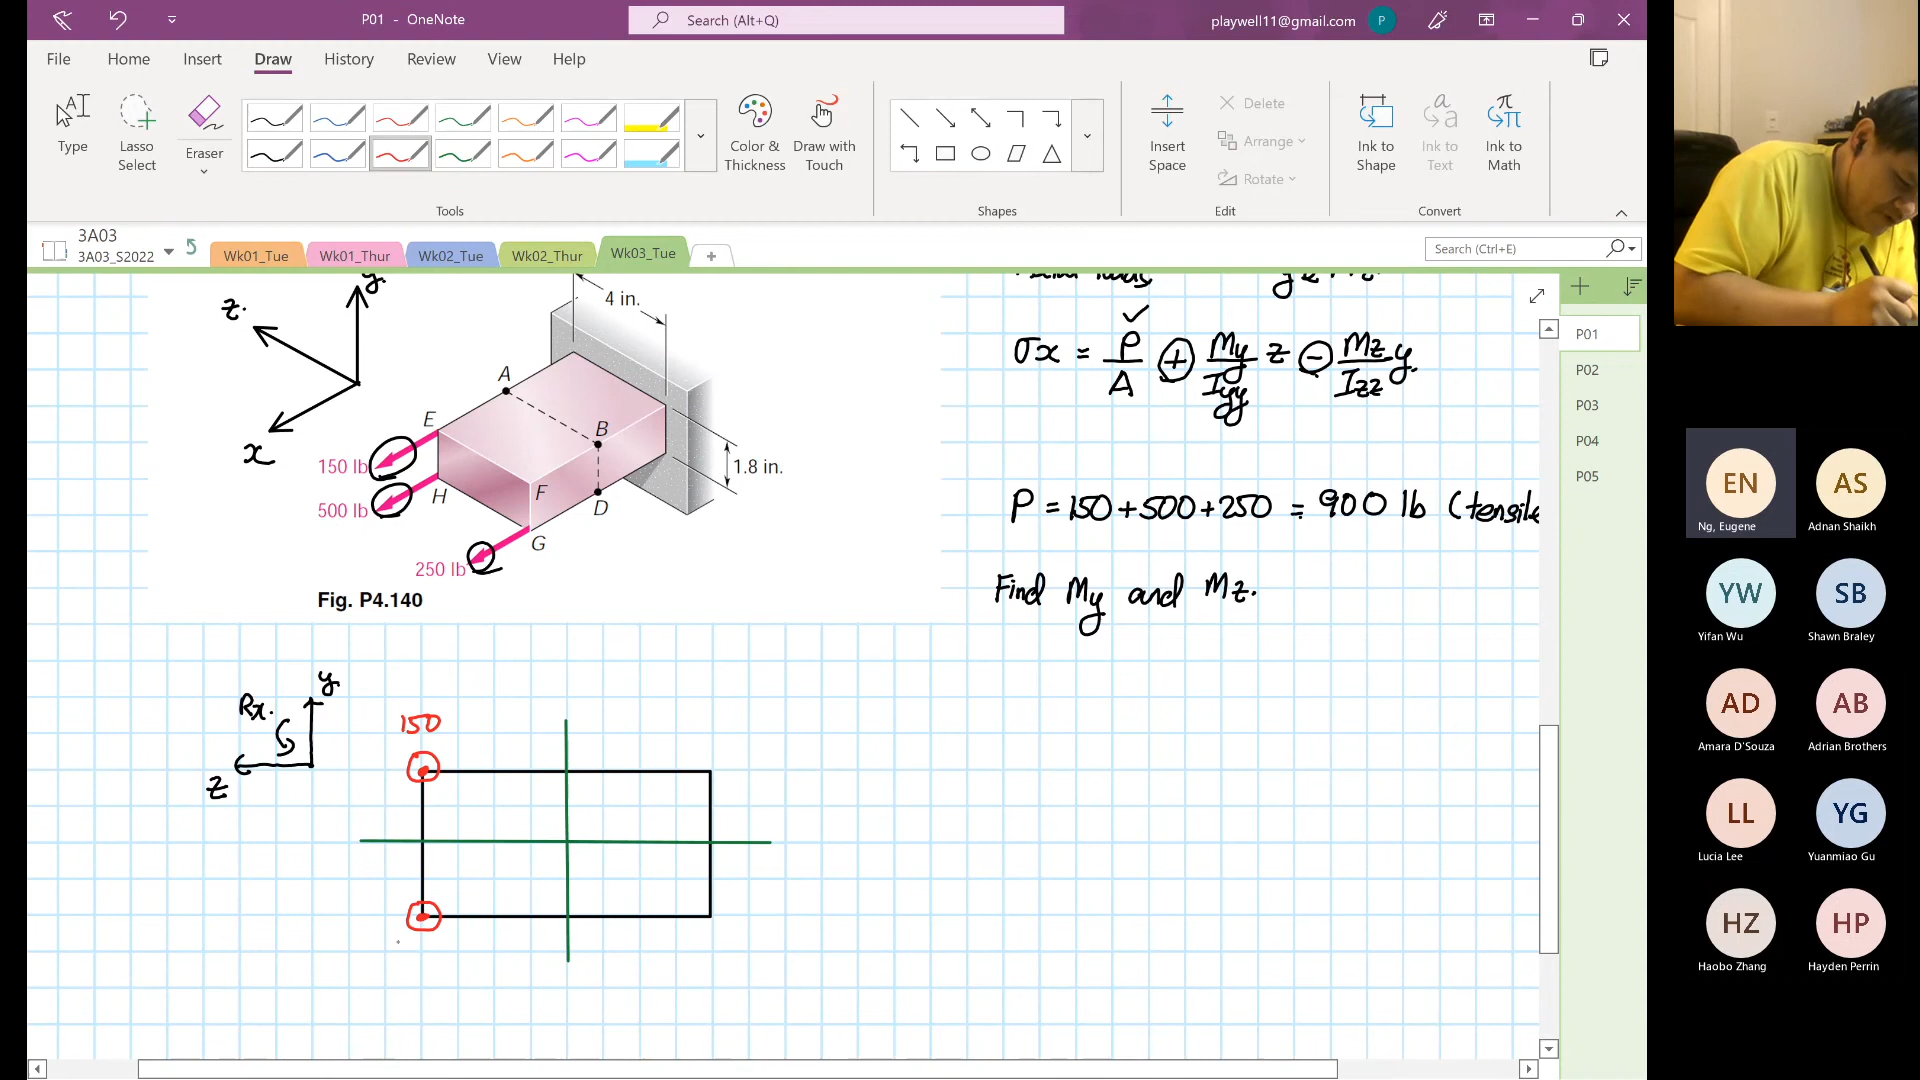 P01 - OneNote
Search (Alt+Q)
playwell11@gmail.com
P
File Home Insert Draw History Review View Help
Type
Lasso Select
Eraser
Color & Thickness
Draw with Touch
Insert Space
Delete
Arrange
Rotate
Ink to Shape
Ink to Text
Ink to Math
Tools
Shapes
Edit
Convert
3A03
3A03_S2022
Wk01_Tue
Wk01_Thur
Wk02_Tue
Wk02_Thur
Wk03_Tue
Search (Ctrl+E)
P01
P02
P03
P04
P05
y
z.
x
4 in.
A
E
B
150 lb
H
F
D
1.8 in.
500 lb
G
250 lb
Fig. P4.140
σx = P/A ⊕ My/Iyy z ⊖ Mz/Izz y.
P = 150 + 500 + 250 = 900 lb (tensile
Find My and Mz.
Rx.
y
z
150
EN
Ng, Eugene
AS
Adnan Shaikh
YW
Yifan Wu
SB
Shawn Braley
AD
Amara D'Souza
AB
Adrian Brothers
LL
Lucia Lee
YG
Yuanmiao Gu
HZ
Haobo Zhang
HP
Hayden Perrin